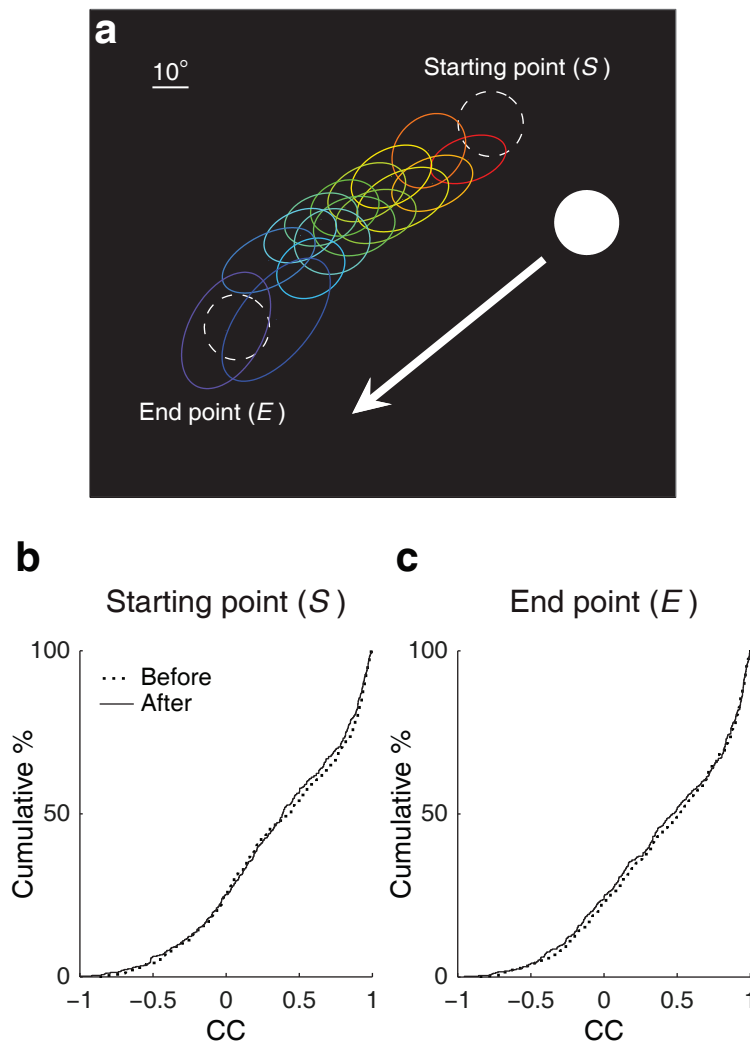 a
10°
Starting point (S)
End point (E)
b
Starting point (S)
100
50
0
Cumulative %
Before
After
−1
−0.5
0
0.5
1
CC
c
End point (E)
100
50
0
Cumulative %
−1
−0.5
0
0.5
1
CC